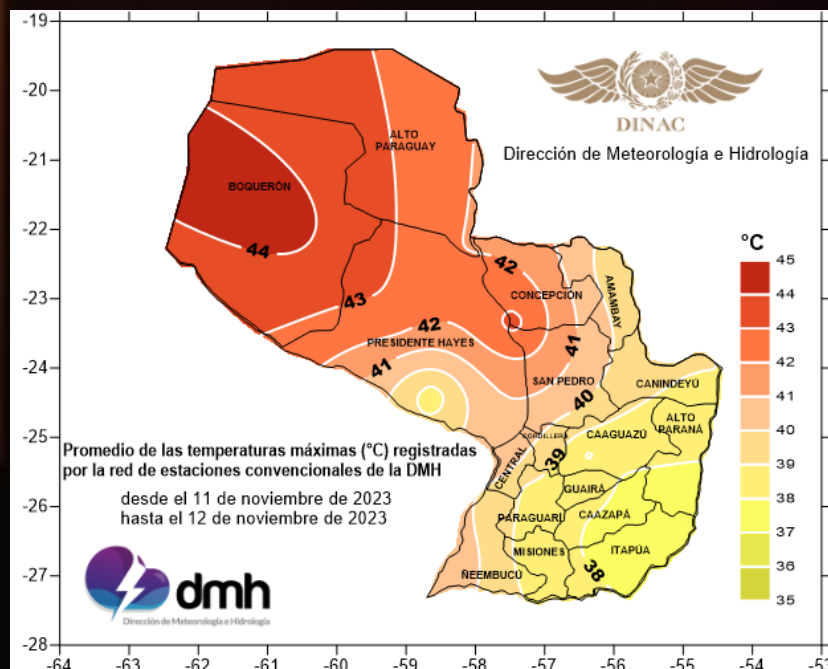 -19
-20
-21
-22
-23
-24
-25
-26
-27
-28
-64
-63
-62
-61
-60
-59
-58
-57
-56
-55
-54
-53
DINAC
Dirección de Meteorología e Hidrología
°C
45
44
43
42
41
40
39
38
37
36
35
ALTO
PARAGUAY
BOQUERÓN
44
43
42
CONCEPCIÓN
AMAMBAY
42
PRESIDENTE HAYES
41
41
SAN PEDRO
40
CANINDEYÚ
ALTO
PARANÁ
CORDILLERA
CAAGUAZÚ
CENTRAL
39
GUAIRÁ
PARAGUARÍ
CAAZAPÁ
MISIONES
ITAPÚA
ÑEEMBUCÚ
38
Promedio de las temperaturas máximas (°C) registradas
por la red de estaciones convencionales de la DMH
desde el 11 de noviembre de 2023
hasta el 12 de noviembre de 2023
dmh
Dirección de Meteorología e Hidrología